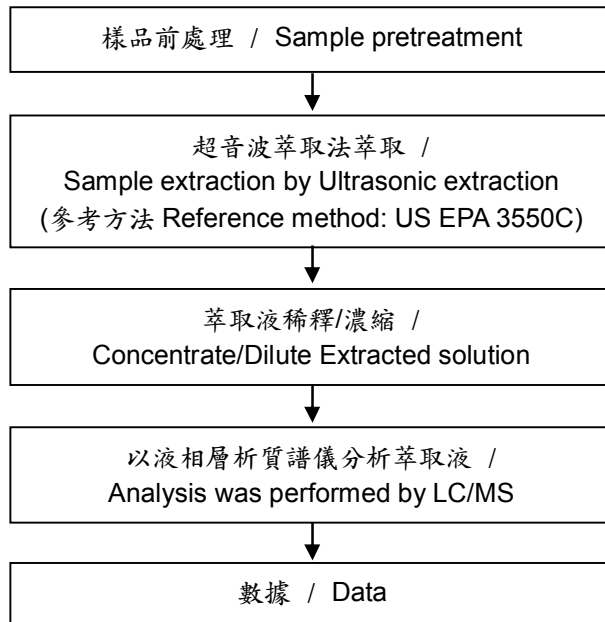 樣品前處理 / Sample pretreatment
超音波萃取法萃取 /
Sample extraction by Ultrasonic extraction
(參考方法 Reference method: US EPA 3550C)
萃取液稀釋/濃縮 /
Concentrate/Dilute Extracted solution
以液相層析質譜儀分析萃取液 /
Analysis was performed by LC/MS
數據 / Data